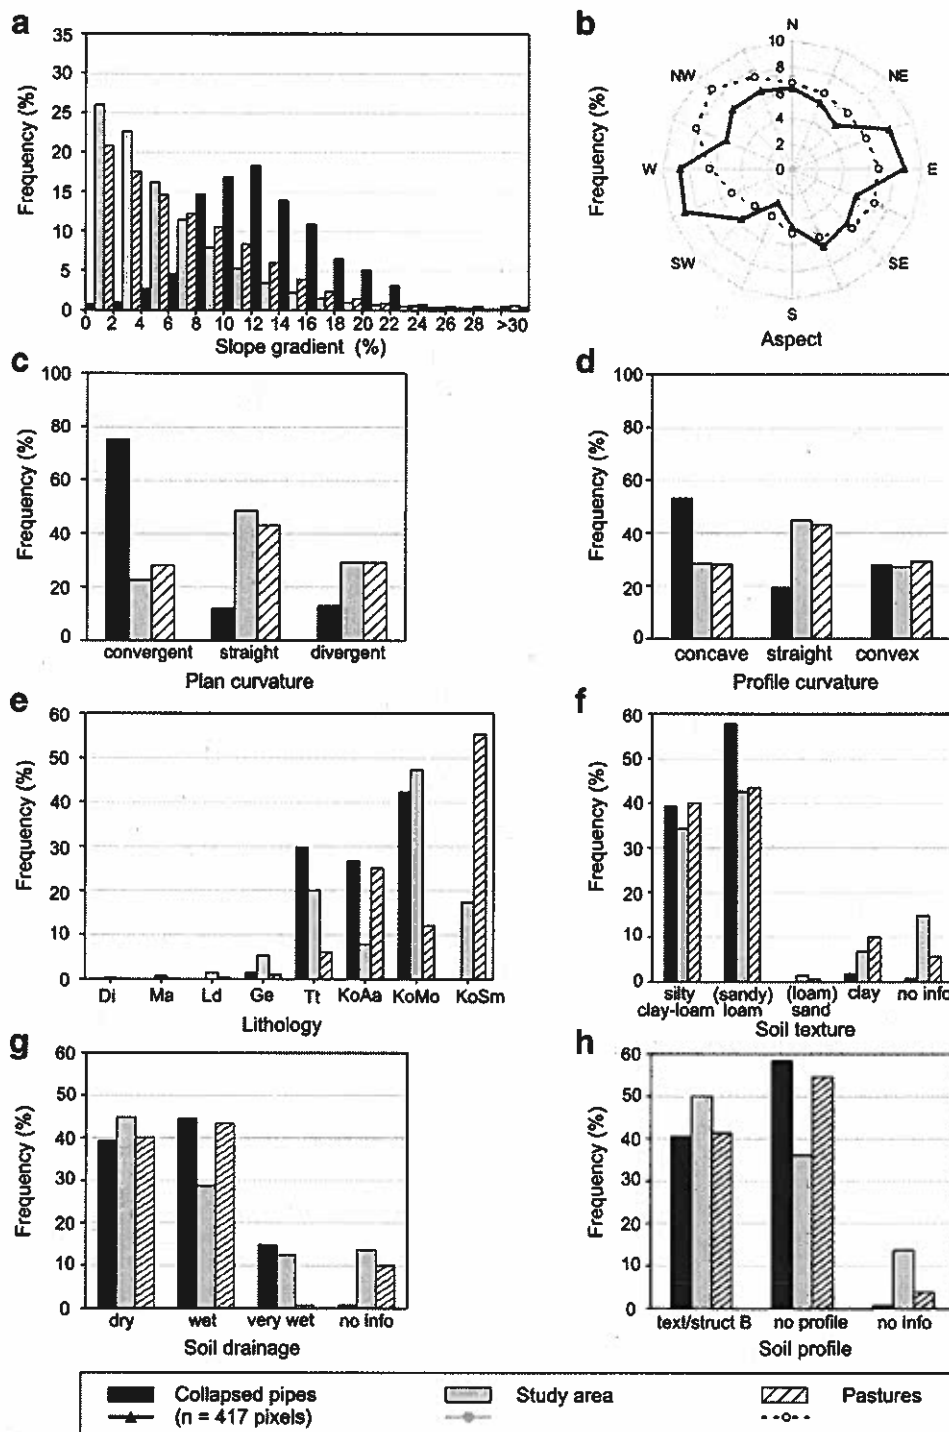 a
Frequency (%)
35
30
25
20
15
10
5
0
0 2 4 6 8 10 12 14 16 18 20 22 24 26 28 >30
Slope gradient (%)
b
N
NE
E
SE
S
SW
W
NW
10
8
6
4
2
0
Aspect
c
Frequency (%)
100
80
60
40
20
0
convergent straight divergent
Plan curvature
d
Frequency (%)
100
80
60
40
20
0
concave straight convex
Profile curvature
e
Frequency (%)
60
50
40
30
20
10
0
Di Ma Ld Ge Tt KoAa KoMo KoSm
Lithology
f
Frequency (%)
60
50
40
30
20
10
0
silty (sandy) (loam) clay no info
clay-loam loam sand
Soil texture
g
Frequency (%)
60
50
40
30
20
10
0
dry wet very wet no info
Soil drainage
h
Frequency (%)
60
50
40
30
20
10
0
text/struct B no profile no info
Soil profile
Collapsed pipes Study area Pastures
(n = 417 pixels)